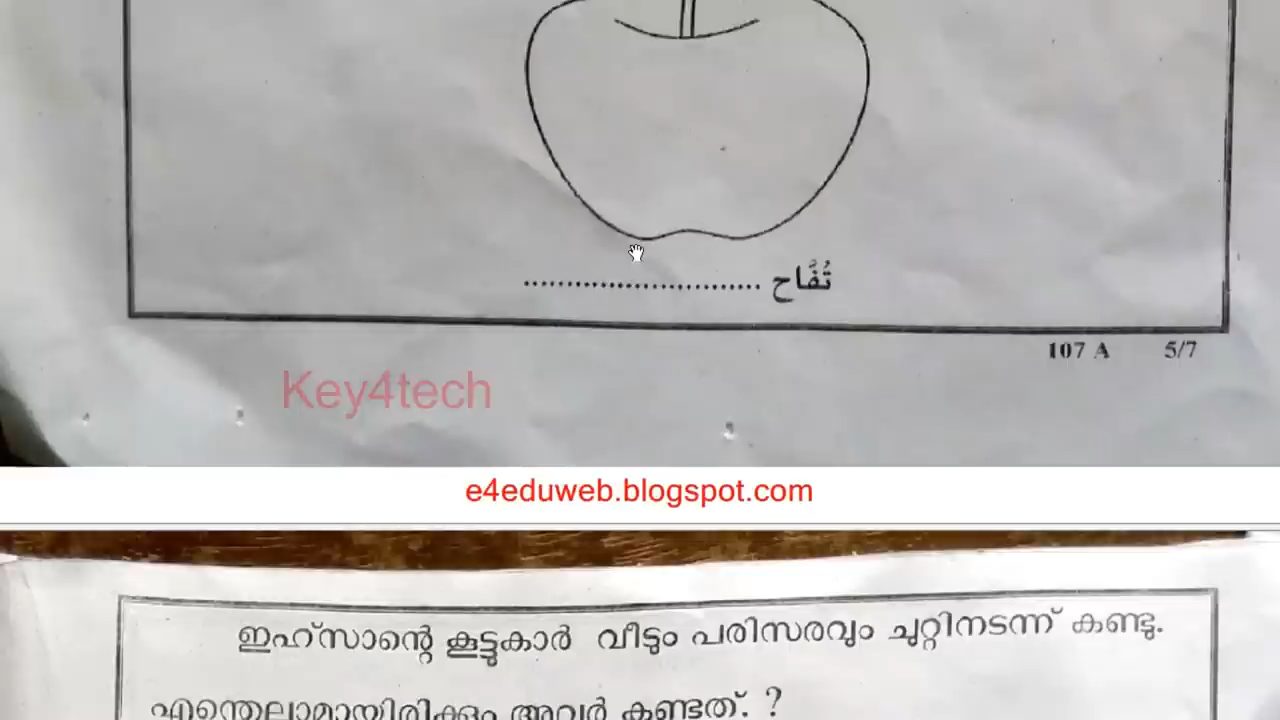 تُفَّاح ...........................
107 A 5/7
Key4tech
e4eduweb.blogspot.com
ഇഹ്സാന്റെ കൂട്ടുകാർ വീട്ടും പരിസരവും ചുറ്റിനടന്ന് കണ്ടു.
എന്തെല്ലാമായിരിക്കും അവർ കണ്ടത്. ?